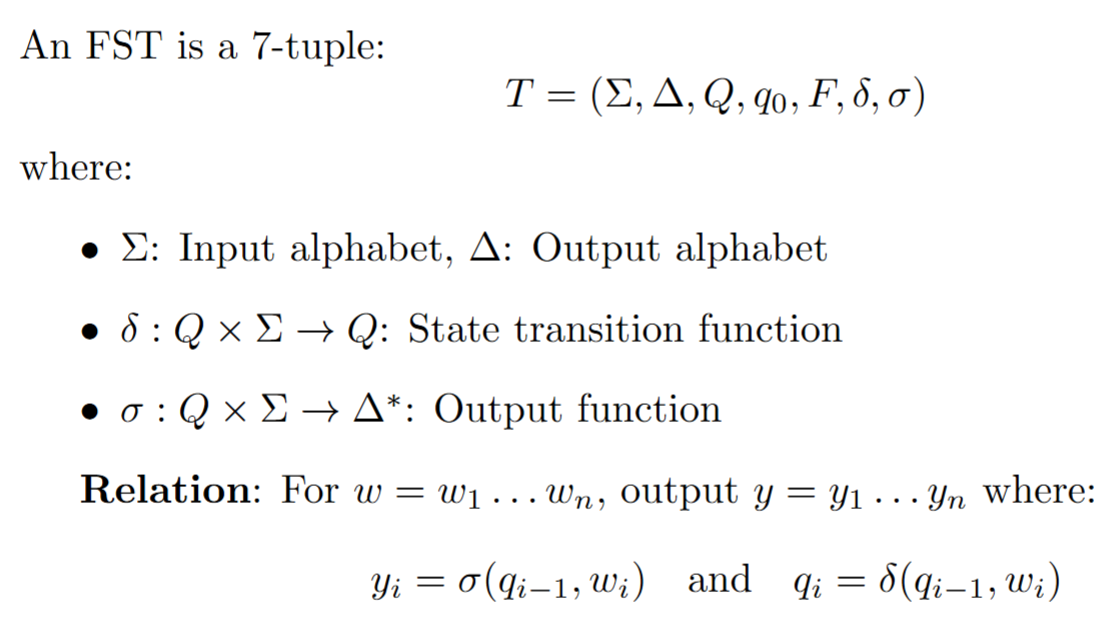 An FST is a 7-tuple:
T = (Σ, Δ, Q, q₀, F, δ, σ)
where:
• Σ: Input alphabet, Δ: Output alphabet
• δ : Q × Σ → Q: State transition function
• σ : Q × Σ → Δ*: Output function
Relation: For w = w₁ . . . wₙ, output y = y₁ . . . yₙ where:
yᵢ = σ(qᵢ₋₁, wᵢ) and qᵢ = δ(qᵢ₋₁, wᵢ)